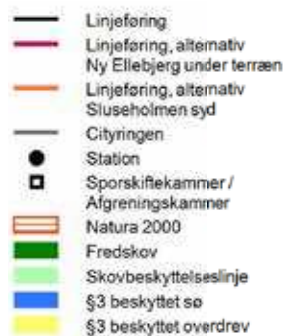 Linjeføring
Linjeføring, alternativ
Ny Ellebjerg under terræn
Linjeføring, alternativ
Sluseholmen syd
Cityringen
Station
Sporskiftekammer /
Afgreningskammer
Natura 2000
Fredskov
Skovbeskyttelseslinje
§3 beskyttet sø
§3 beskyttet overdrev